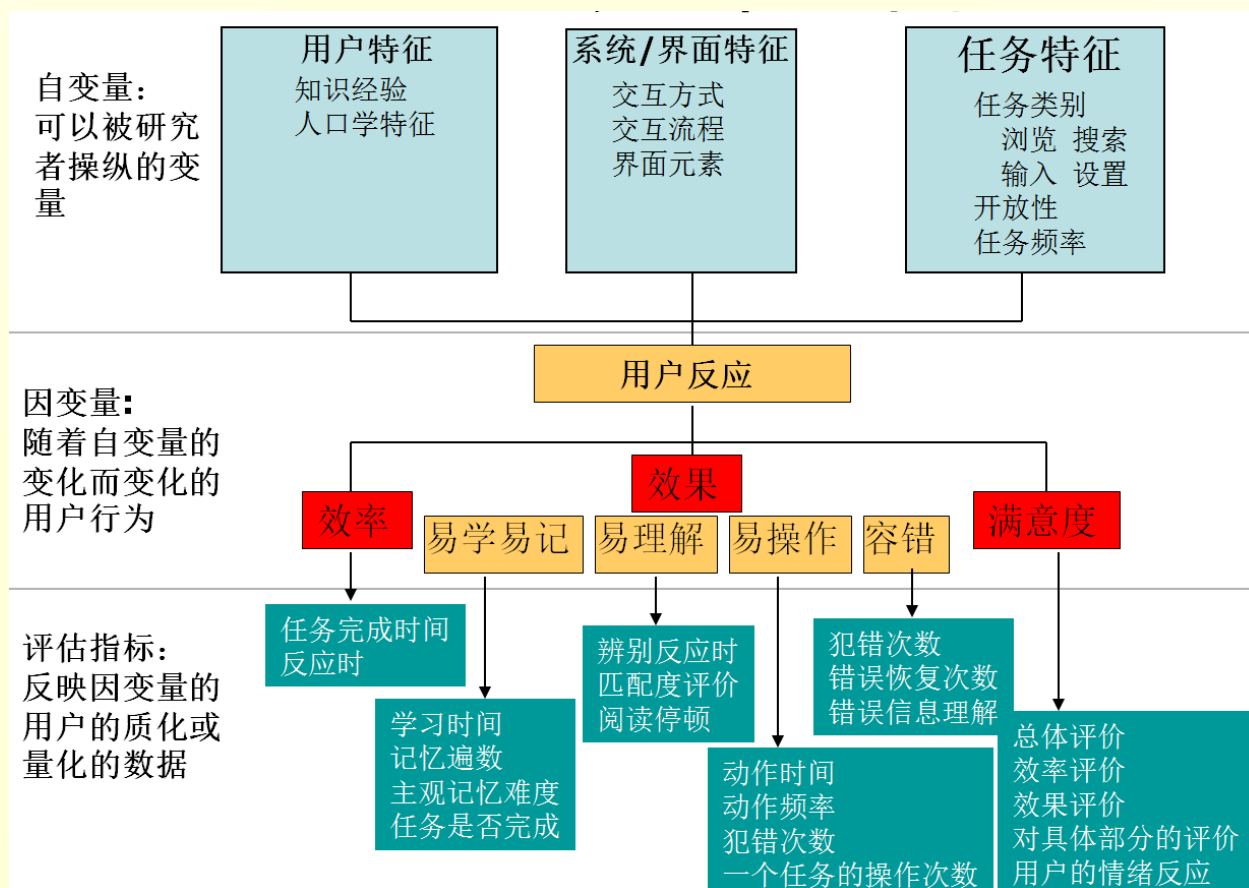 自变量：
可以被研究
者操纵的变
量
用户特征
知识经验
人口学特征
系统/界面特征
交互方式
交互流程
界面元素
任务特征
任务类别
浏览 搜索
输入 设置
开放性
任务频率
因变量:
随着自变量的
变化而变化的
用户行为
用户反应
效率
效果
满意度
易学易记
易理解
易操作
容错
评估指标：
反映因变量的
用户的质化或
量化的数据
任务完成时间
反应时
学习时间
记忆遍数
主观记忆难度
任务是否完成
辨别反应时
匹配度评价
阅读停顿
动作时间
动作频率
犯错次数
一个任务的操作次数
犯错次数
错误恢复次数
错误信息理解
总体评价
效率评价
效果评价
对具体部分的评价
用户的情绪反应